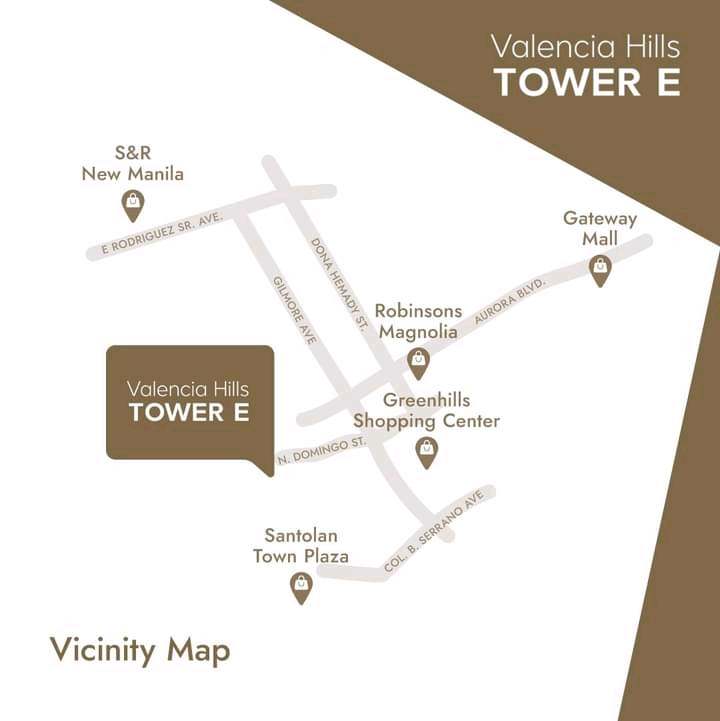 Valencia Hills
TOWER E
S&R
New Manila
E RODRIGUEZ SR. AVE.
Gateway
Mall
DONA HEMADY ST.
GILMORE AVE
AURORA BLVD.
Robinsons
Magnolia
Valencia Hills
TOWER E
Greenhills
Shopping Center
N. DOMINGO ST.
COL. B. SERRANO AVE
Santolan
Town Plaza
Vicinity Map